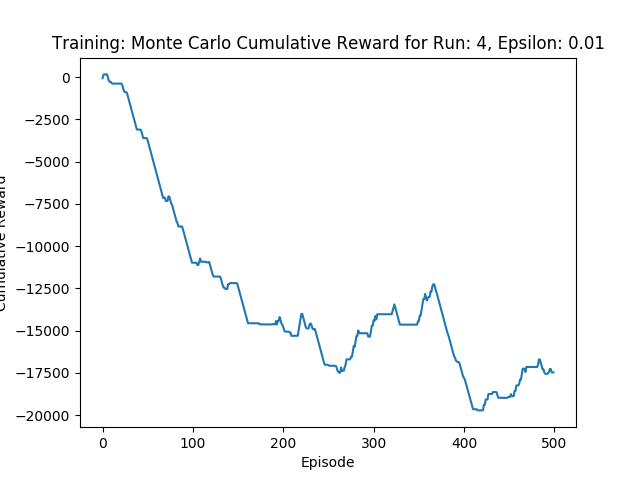 Training: Monte Carlo Cumulative Reward for Run: 4, Epsilon: 0.01
0
−2500
−5000
−7500
−10000
−12500
−15000
−17500
−20000
Cumulative Reward
0 100 200 300 400 500
Episode